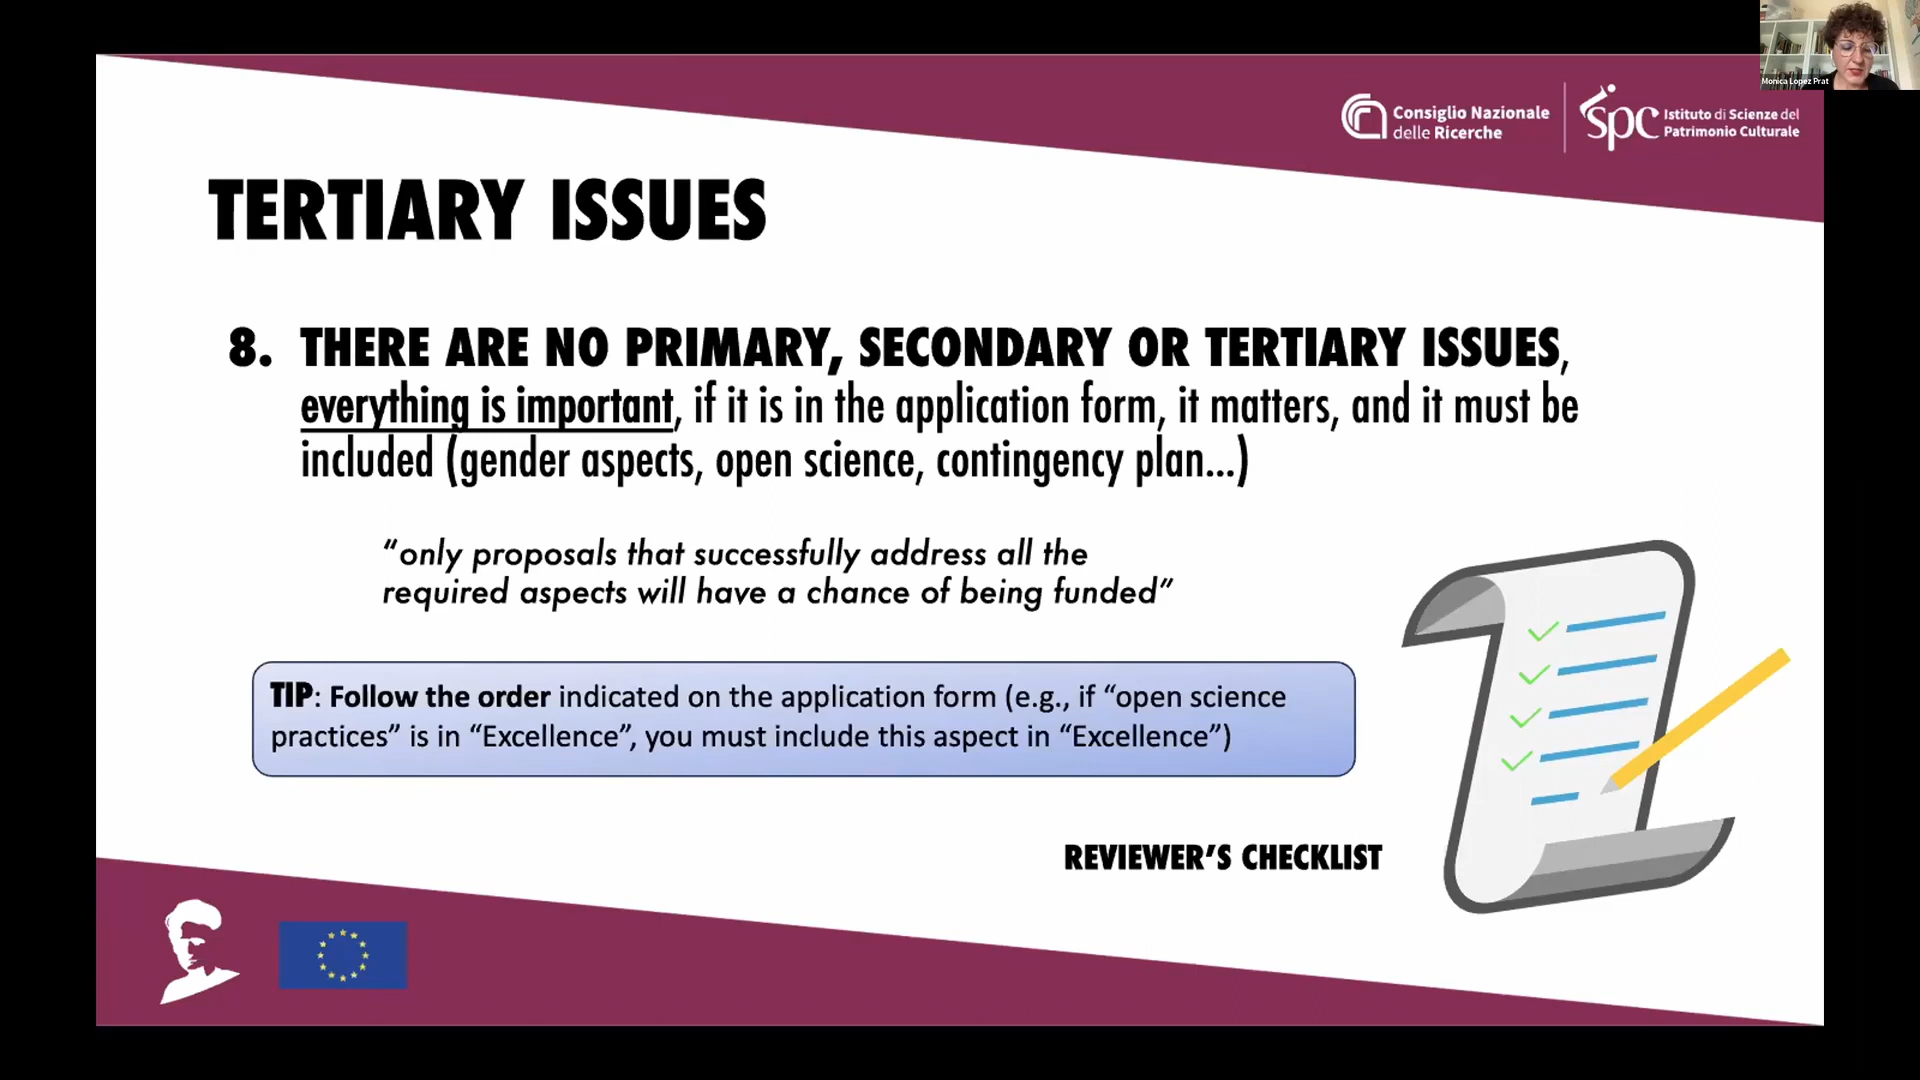 Monica Lopez Prat
Consiglio Nazionale
delle Ricerche
spc
Istituto di Scienze del
Patrimonio Culturale
TERTIARY ISSUES
8. THERE ARE NO PRIMARY, SECONDARY OR TERTIARY ISSUES,
everything is important, if it is in the application form, it matters, and it must be
included (gender aspects, open science, contingency plan...)
“only proposals that successfully address all the
required aspects will have a chance of being funded”
TIP: Follow the order indicated on the application form (e.g., if “open science
practices” is in “Excellence”, you must include this aspect in “Excellence”)
REVIEWER’S CHECKLIST